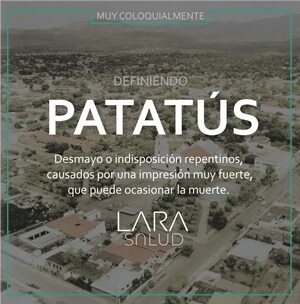 MUY COLOQUIALMENTE
DEFINIENDO
PATATÚS
Desmayo o indisposición repentinos,
causados por una impresión muy fuerte,
que puede ocasionar la muerte.
LARA
SALUD